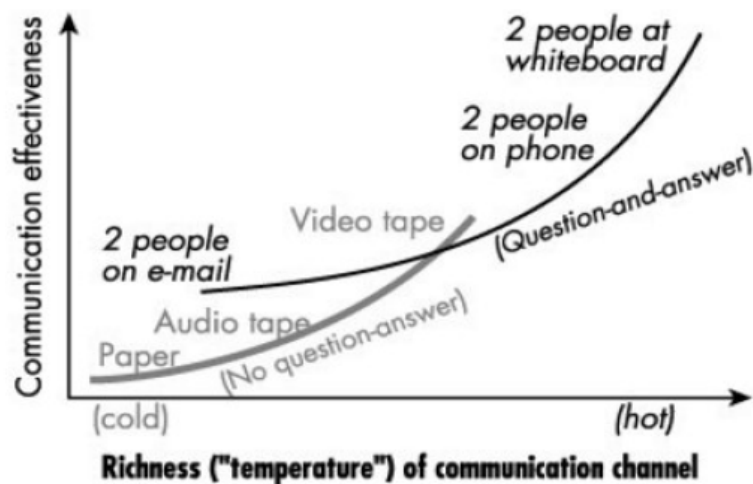 Communication effectiveness
2 people at
whiteboard
2 people
on phone
Video tape
(Question-and-answer)
2 people
on e-mail
Audio tape
Paper
(No question-answer)
(cold)
(hot)
Richness ("temperature") of communication channel